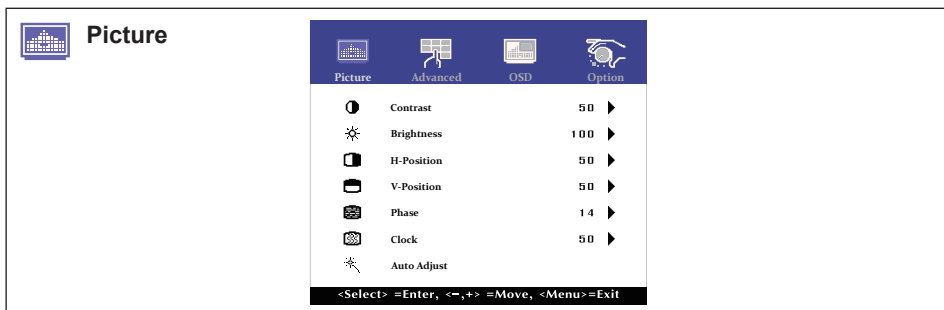 Picture
Picture Advanced OSD Option
Contrast 50
Brightness 100
H-Position 50
V-Position 50
Phase 14
Clock 50
Auto Adjust
<Select> =Enter, <-,+> =Move, <Menu>=Exit